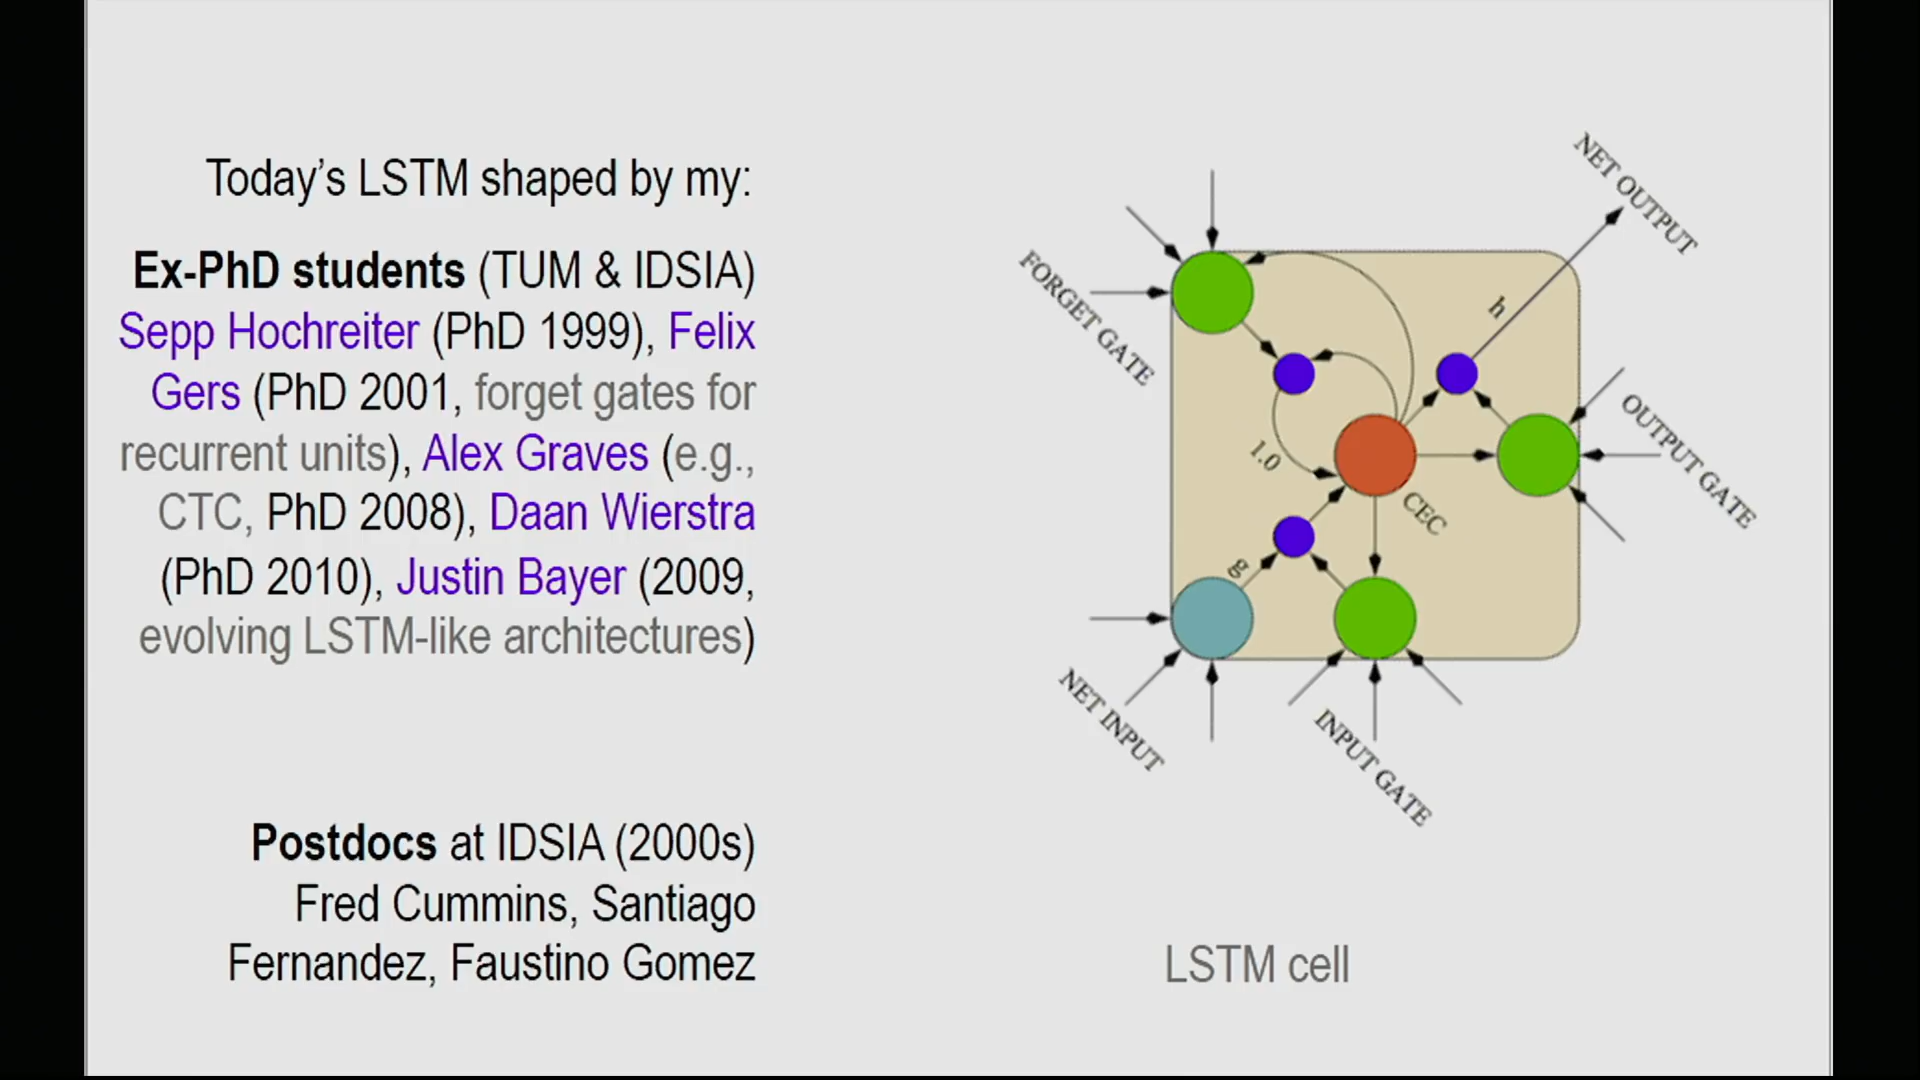 Today's LSTM shaped by my:
Ex-PhD students (TUM & IDSIA)
Sepp Hochreiter (PhD 1999), Felix
Gers (PhD 2001, forget gates for
recurrent units), Alex Graves (e.g.,
CTC, PhD 2008), Daan Wierstra
(PhD 2010), Justin Bayer (2009,
evolving LSTM-like architectures)
Postdocs at IDSIA (2000s)
Fred Cummins, Santiago
Fernandez, Faustino Gomez
NET OUTPUT
FORGET GATE
h
OUTPUT GATE
1.0
CEC
g
NET INPUT
INPUT GATE
LSTM cell